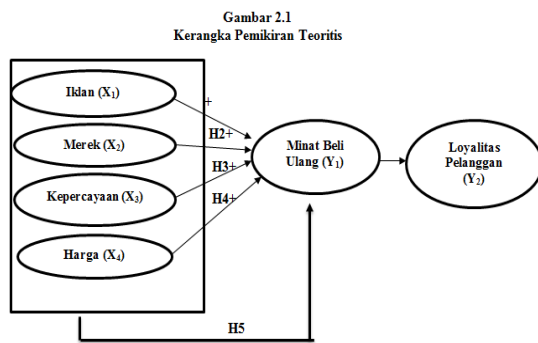 Gambar 2.1
Kerangka Pemikiran Teoritis
Iklan (X₁)
+
Merek (X₂)
H2+
Kepercayaan (X₃)
H3+
Harga (X₄)
H4+
Minat Beli
Ulang (Y₁)
Loyalitas
Pelanggan
(Y₂)
H5